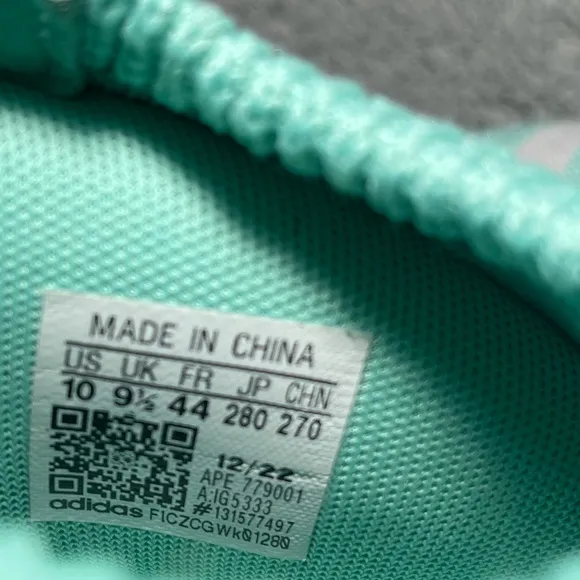 MADE IN CHINA
US UK FR JP CHN
10 9½ 44 280 270
12/22
APE 779001
A:IG5333
#131577497
adidas FICZCGWk01280